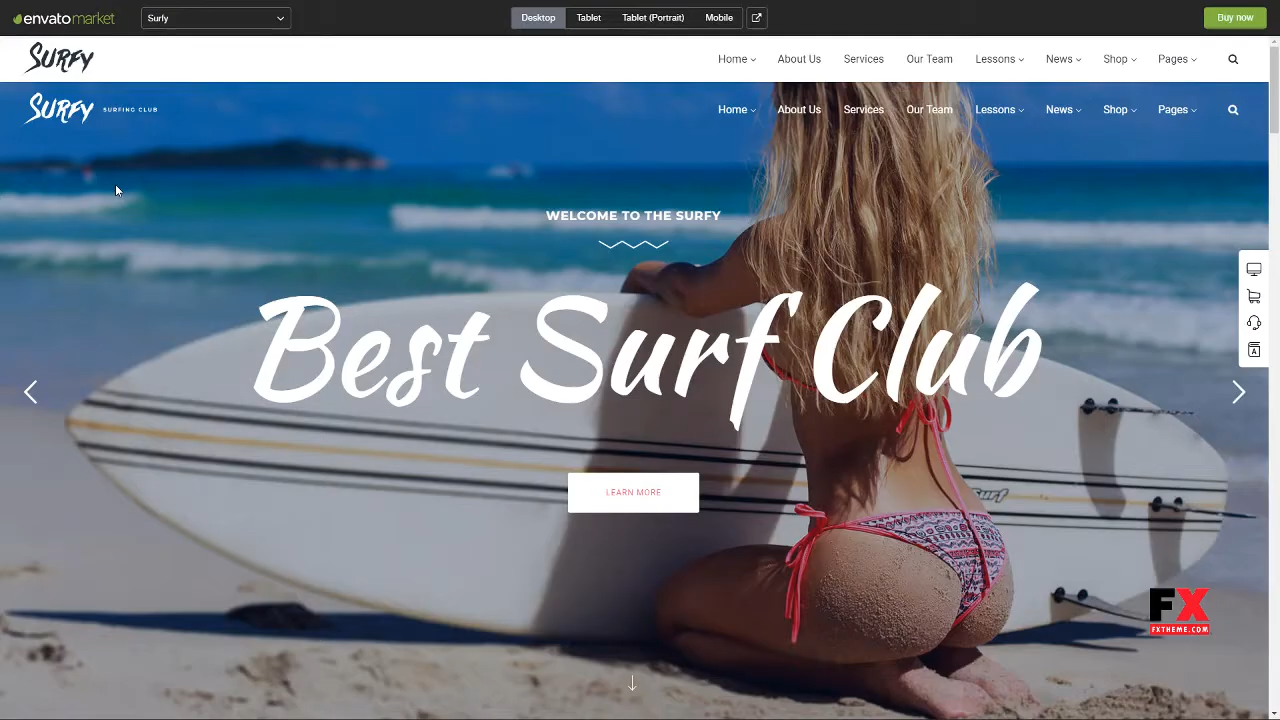 envato market
Surfy
Desktop
Tablet
Tablet (Portrait)
Mobile
Buy now
SURFY
Home
About Us
Services
Our Team
Lessons
News
Shop
Pages
SURFY SURFING CLUB
Home
About Us
Services
Our Team
Lessons
News
Shop
Pages
WELCOME TO THE SURFY
Best Surf Club
Surf
LEARN MORE
FX
FXTHEME.COM